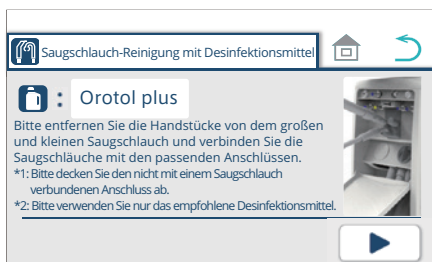 Saugschlauch-Reinigung mit Desinfektionsmittel
: Orotol plus
Bitte entfernen Sie die Handstücke von dem großen
und kleinen Saugschlauch und verbinden Sie die
Saugschläuche mit den passenden Anschlüssen.
*1: Bitte decken Sie den nicht mit einem Saugschlauch
verbundenen Anschluss ab.
*2: Bitte verwenden Sie nur das empfohlene Desinfektionsmittel.